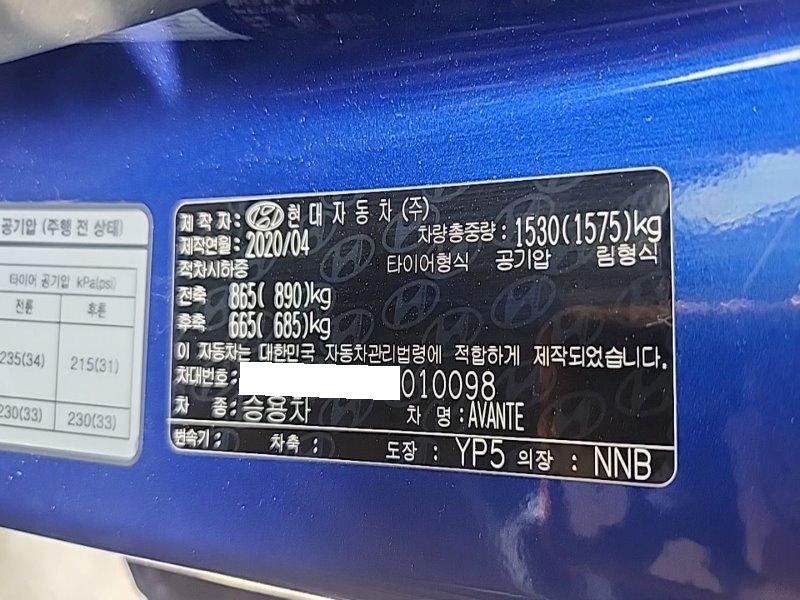 공기압 (주행 전 상태)
타이어 공기압 kPa(psi)
전륜 후륜
235(34) 215(31)
230(33) 230(33)
제 작 자: 현대자동차(주)
제작연월: 2020/04 차량총중량: 1530(1575)kg
적차시하중 타이어형식 공기압 림형식
전축 865( 890)kg
후축 665( 685)kg
이 자동차는 대한민국 자동차관리법령에 적합하게 제작되었습니다.
차대번호: 010098
차 종: 승용차 차 명: AVANTE
변속기: 차축 : 도장 : YP5 의장 : NNB